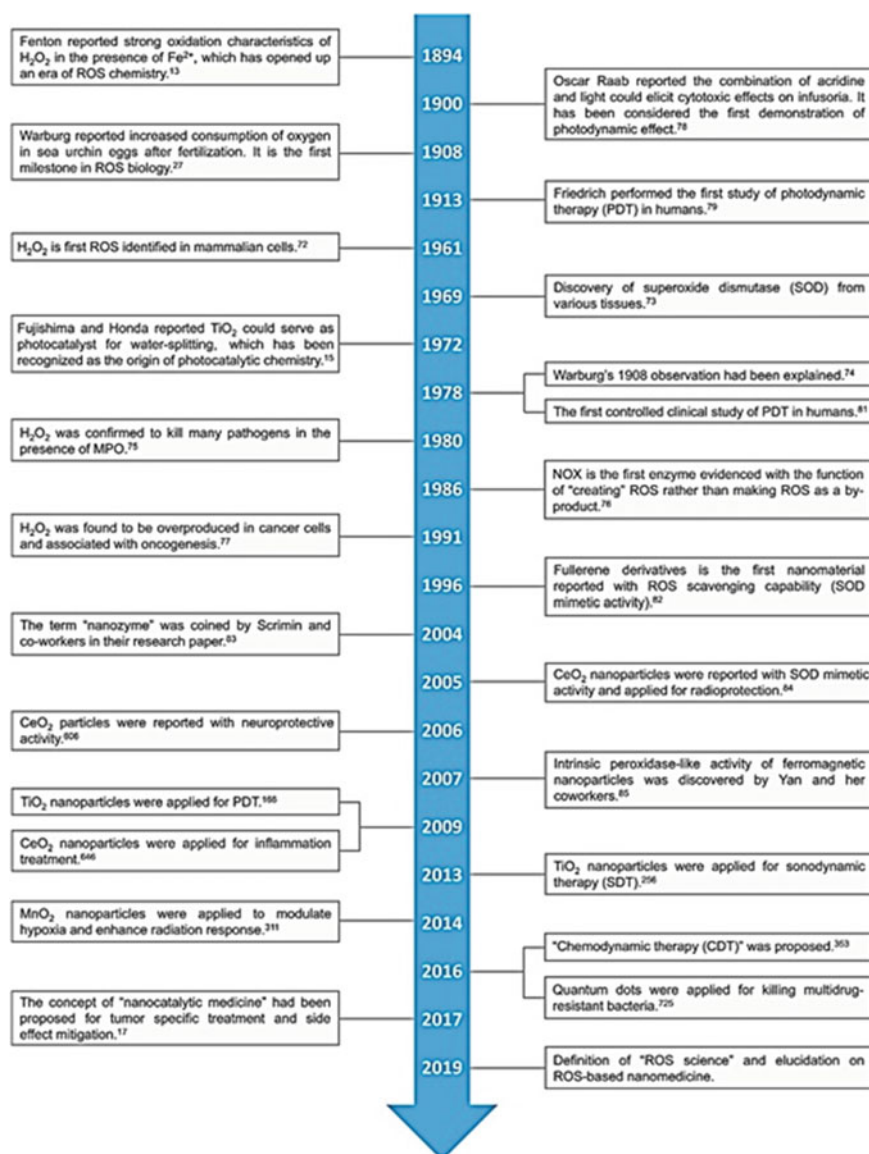 1894
Fenton reported strong oxidation characteristics of
H₂O₂ in the presence of Fe²⁺, which has opened up
an era of ROS chemistry.¹³
1900
Oscar Raab reported the combination of acridine
and light could elicit cytotoxic effects on infusoria. It
has been considered the first demonstration of
photodynamic effect.⁷⁸
1908
Warburg reported increased consumption of oxygen
in sea urchin eggs after fertilization. It is the first
milestone in ROS biology.²⁷
1913
Friedrich performed the first study of photodynamic
therapy (PDT) in humans.⁷⁹
1961
H₂O₂ is first ROS identified in mammalian cells.⁷²
1969
Discovery of superoxide dismutase (SOD) from
various tissues.⁷³
1972
Fujishima and Honda reported TiO₂ could serve as
photocatalyst for water-splitting, which has been
recognized as the origin of photocatalytic chemistry.¹⁵
1978
Warburg's 1908 observation had been explained.⁷⁴
The first controlled clinical study of PDT in humans.⁸¹
1980
H₂O₂ was confirmed to kill many pathogens in the
presence of MPO.⁷⁵
1986
NOX is the first enzyme evidenced with the function
of "creating" ROS rather than making ROS as a by-
product.⁷⁶
1991
H₂O₂ was found to be overproduced in cancer cells
and associated with oncogenesis.⁷⁷
1996
Fullerene derivatives is the first nanomaterial
reported with ROS scavenging capability (SOD
mimetic activity).⁸²
2004
The term "nanozyme" was coined by Scrimin and
co-workers in their research paper.⁸³
2005
CeO₂ nanoparticles were reported with SOD mimetic
activity and applied for radioprotection.⁸⁴
2006
CeO₂ particles were reported with neuroprotective
activity.⁶⁰⁶
2007
Intrinsic peroxidase-like activity of ferromagnetic
nanoparticles was discovered by Yan and her
coworkers.⁸⁵
2009
TiO₂ nanoparticles were applied for PDT.¹⁶⁶
CeO₂ nanoparticles were applied for inflammation
treatment.⁶⁴⁶
2013
TiO₂ nanoparticles were applied for sonodynamic
therapy (SDT).²⁵⁶
2014
MnO₂ nanoparticles were applied to modulate
hypoxia and enhance radiation response.³¹¹
2016
"Chemodynamic therapy (CDT)" was proposed.³⁵³
Quantum dots were applied for killing multidrug-
resistant bacteria.⁷²⁵
2017
The concept of "nanocatalytic medicine" had been
proposed for tumor specific treatment and side
effect mitigation.¹⁷
2019
Definition of "ROS science" and elucidation on
ROS-based nanomedicine.